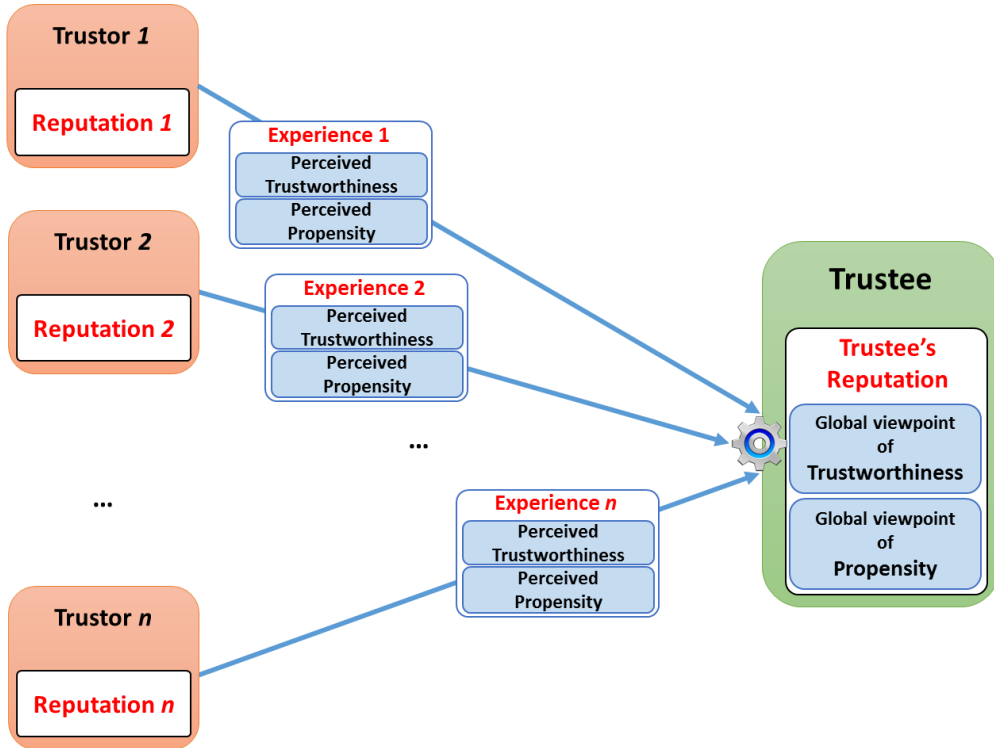 Trustor 1
Reputation 1
Experience 1
Perceived
Trustworthiness
Perceived
Propensity
Trustor 2
Reputation 2
Experience 2
Perceived
Trustworthiness
Perceived
Propensity
...
...
Trustee
Trustee’s
Reputation
Global viewpoint
of
Trustworthiness
Global viewpoint
of
Propensity
Experience n
Perceived
Trustworthiness
Perceived
Propensity
Trustor n
Reputation n